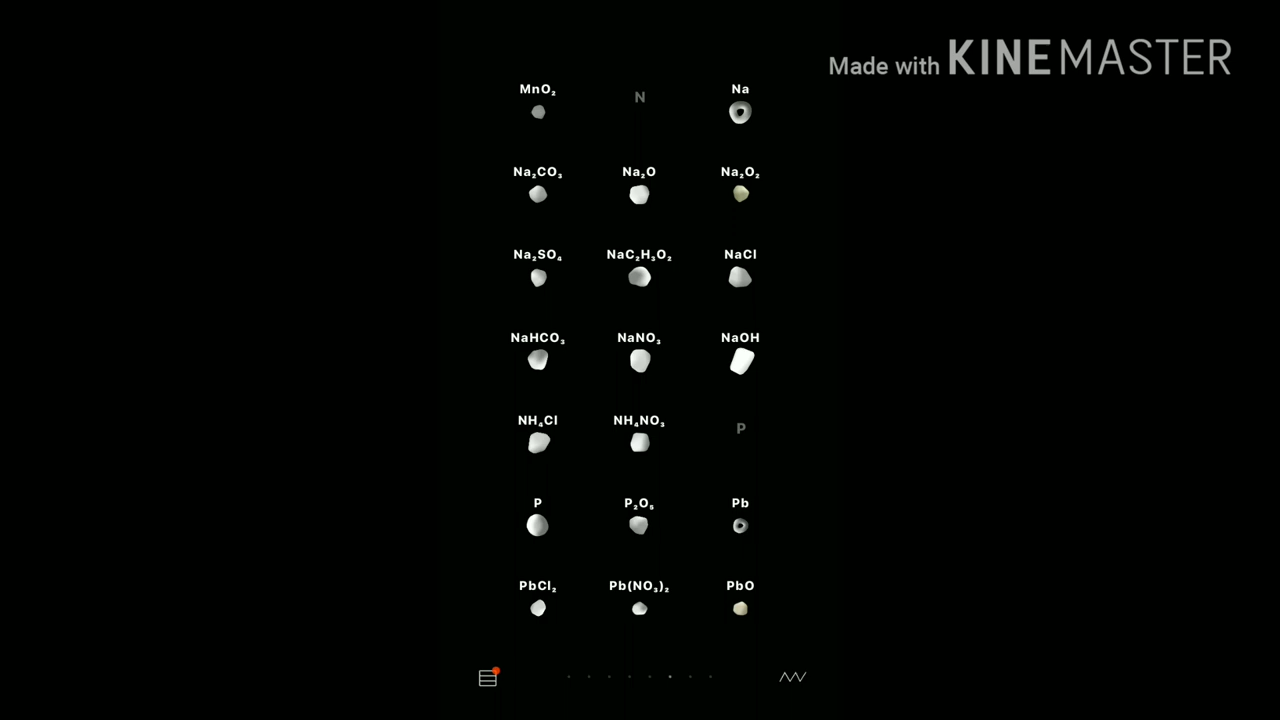 Made with KINEMASTER
MnO₂ N Na
Na₂CO₃ Na₂O Na₂O₂
Na₂SO₄ NaC₂H₃O₂ NaCl
NaHCO₃ NaNO₃ NaOH
NH₄Cl NH₄NO₃ P
P P₂O₅ Pb
PbCl₂ Pb(NO₃)₂ PbO